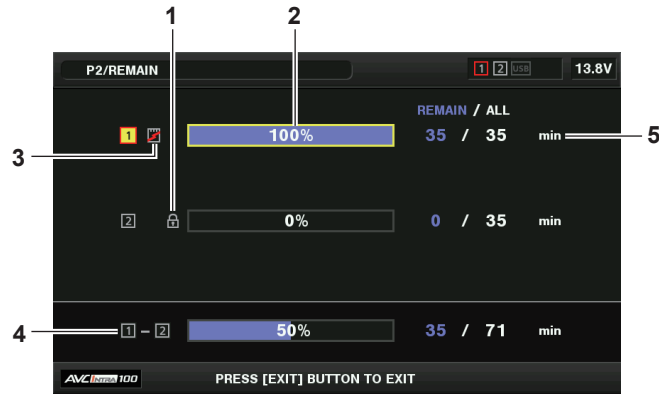 1 2
P2/REMAIN 1 2 USB 13.8V
REMAIN / ALL
1 100% 35 / 35 min 5
3
2 0% 0 / 35 min
4 1 – 2 50% 35 / 71 min
AVC intra 100 PRESS [EXIT] BUTTON TO EXIT